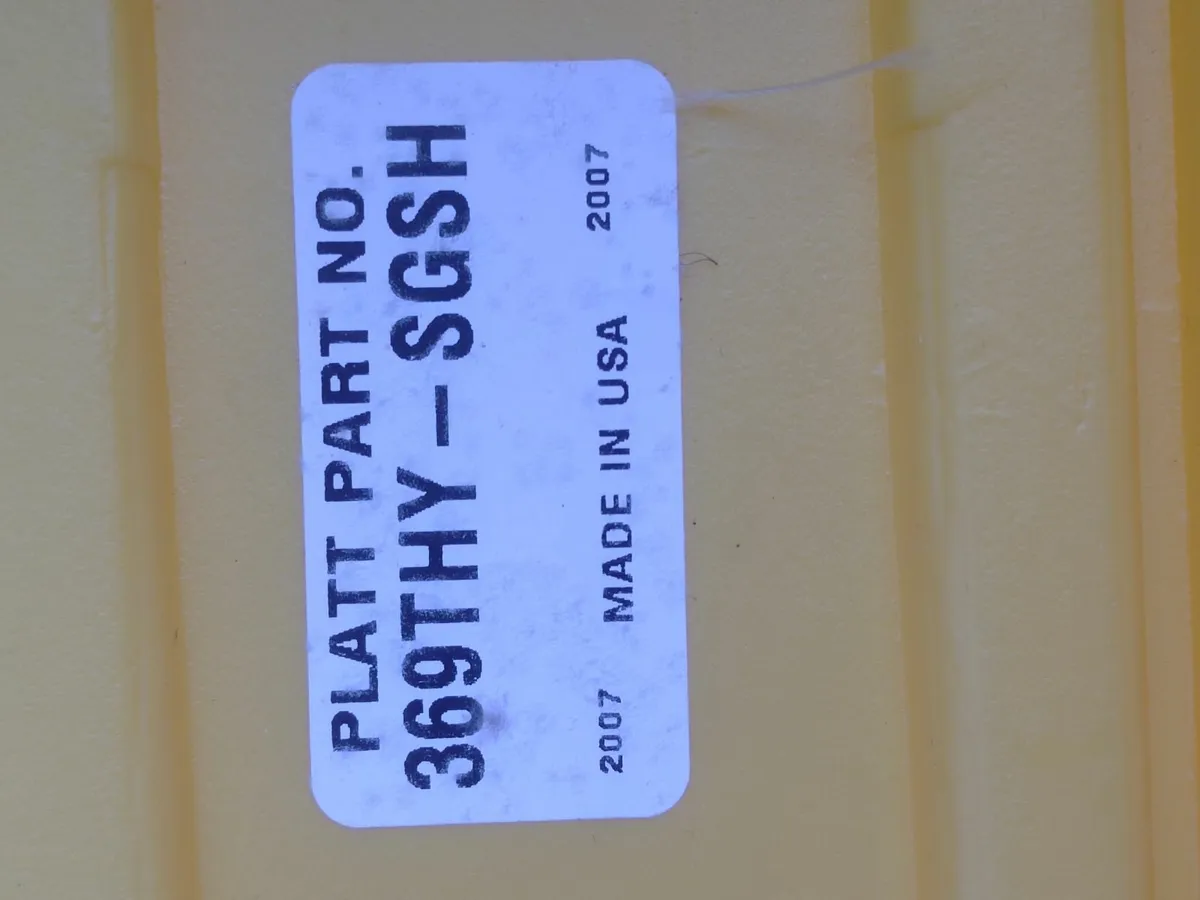 PLATT PART NO.
369THY - SGSH
2007 MADE IN USA 2007